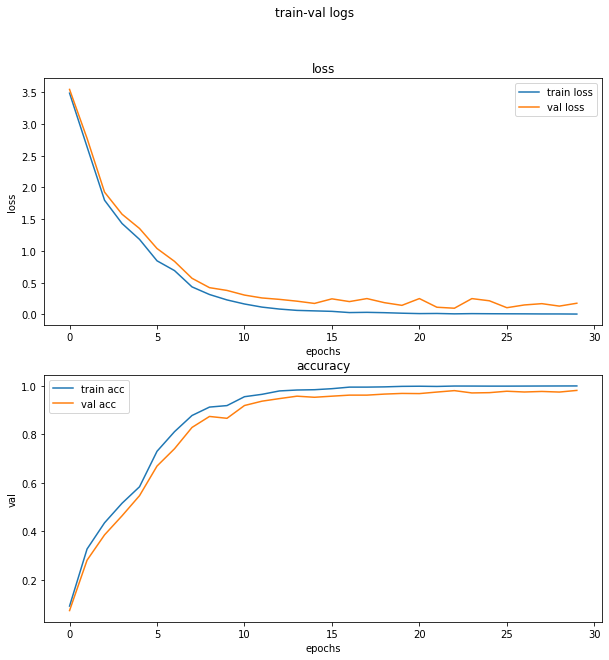 train-val logs
loss
3.5
3.0
2.5
2.0
1.5
1.0
0.5
0.0
loss
train loss
val loss
0 5 10 15 20 25 30
epochs
accuracy
1.0
0.8
0.6
0.4
0.2
val
train acc
val acc
0 5 10 15 20 25 30
epochs